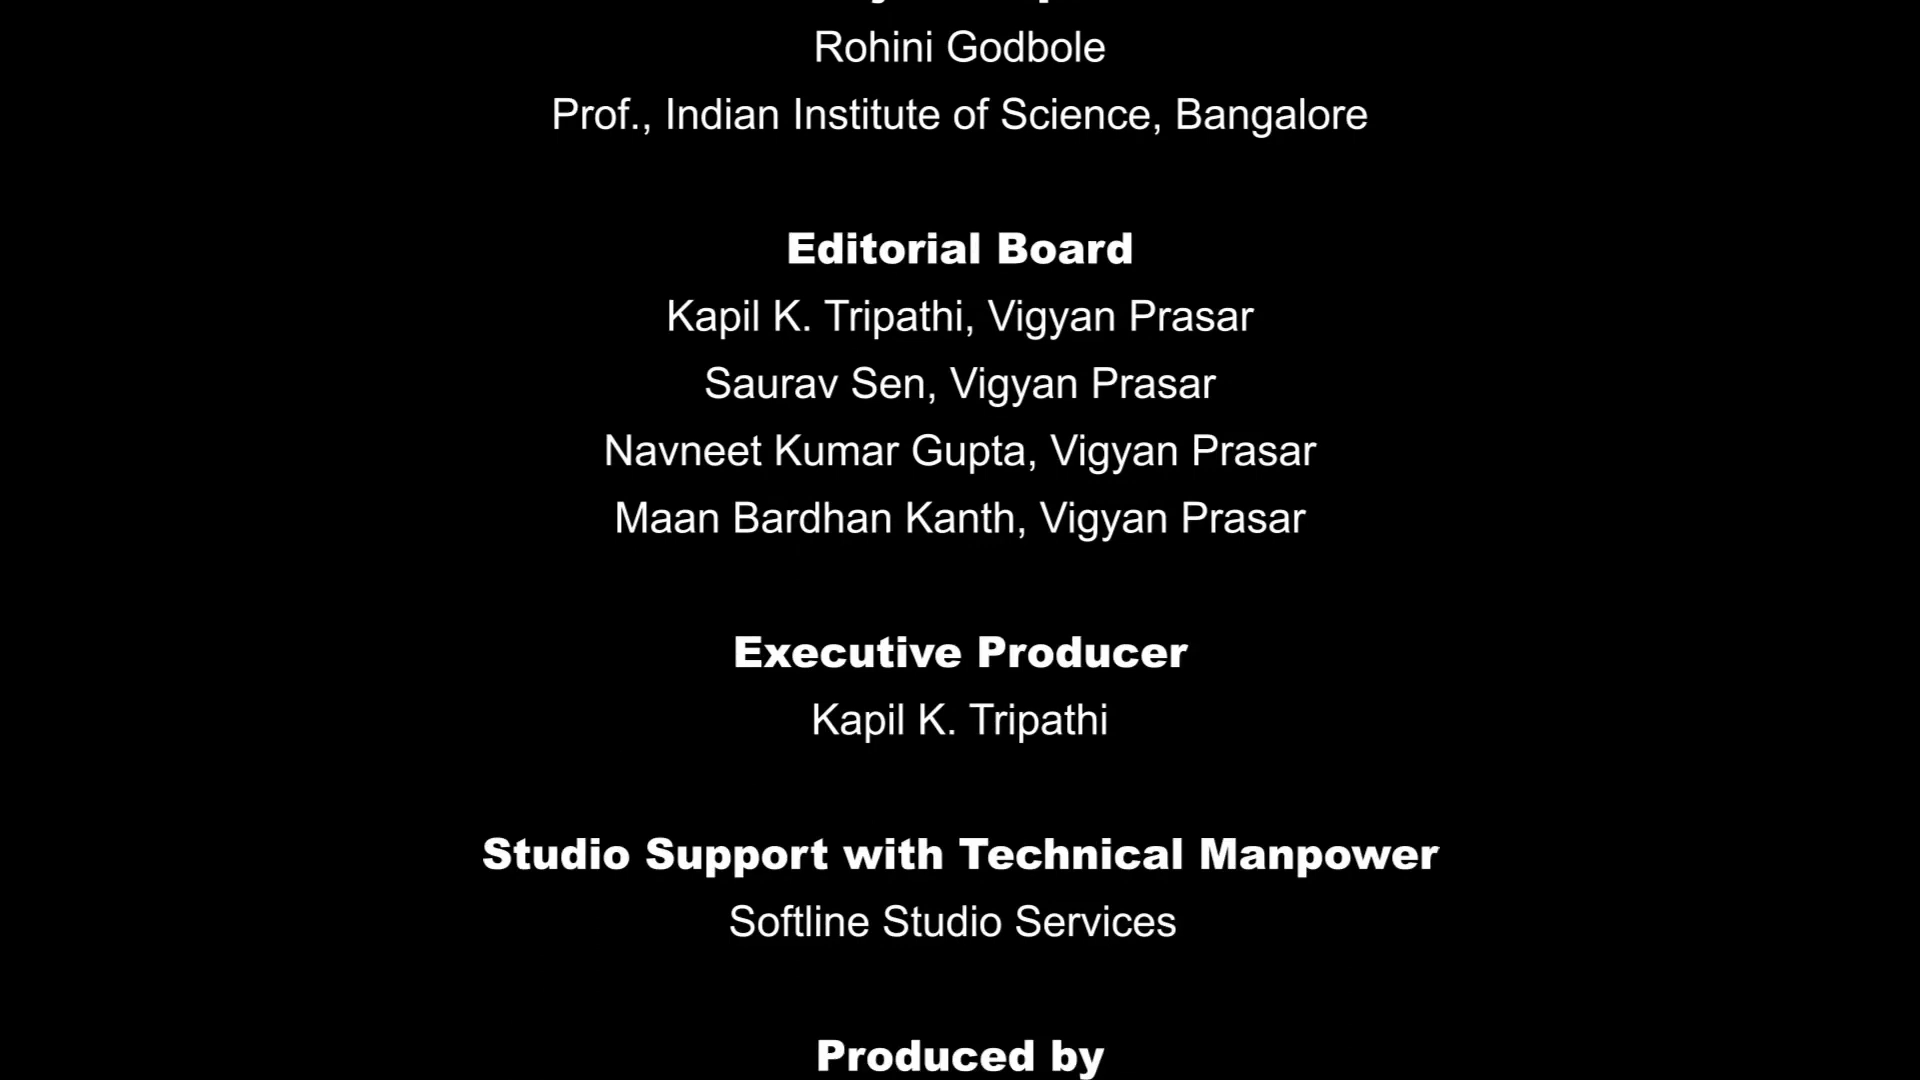 Rohini Godbole
Prof., Indian Institute of Science, Bangalore
Editorial Board
Kapil K. Tripathi, Vigyan Prasar
Saurav Sen, Vigyan Prasar
Navneet Kumar Gupta, Vigyan Prasar
Maan Bardhan Kanth, Vigyan Prasar
Executive Producer
Kapil K. Tripathi
Studio Support with Technical Manpower
Softline Studio Services
Produced by